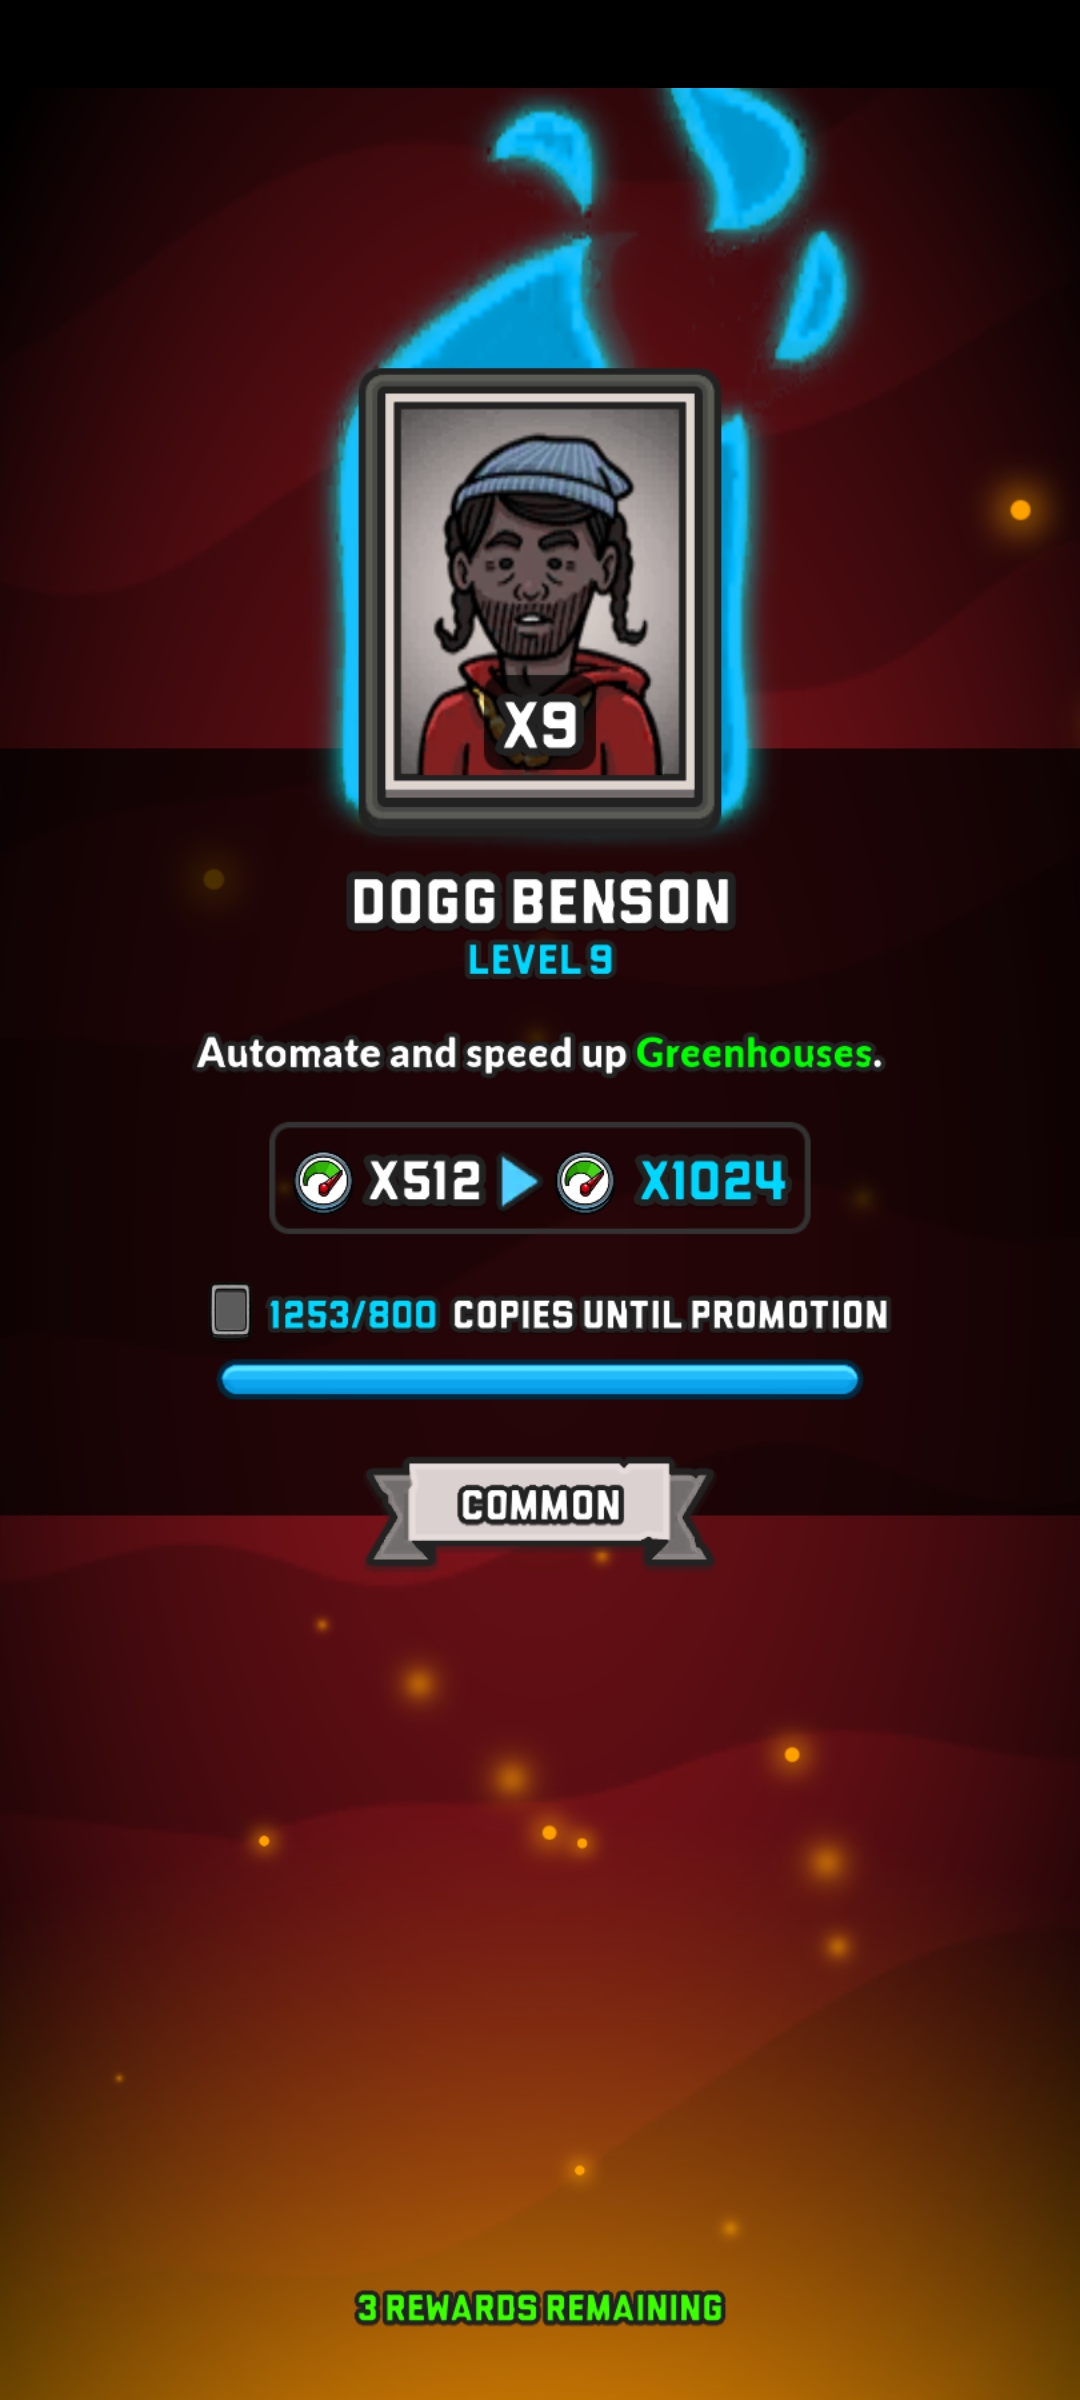 X9
DOGG BENSON
LEVEL 9
Automate and speed up Greenhouses.
X512 X1024
1253/800 COPIES UNTIL PROMOTION
COMMON
3 REWARDS REMAINING